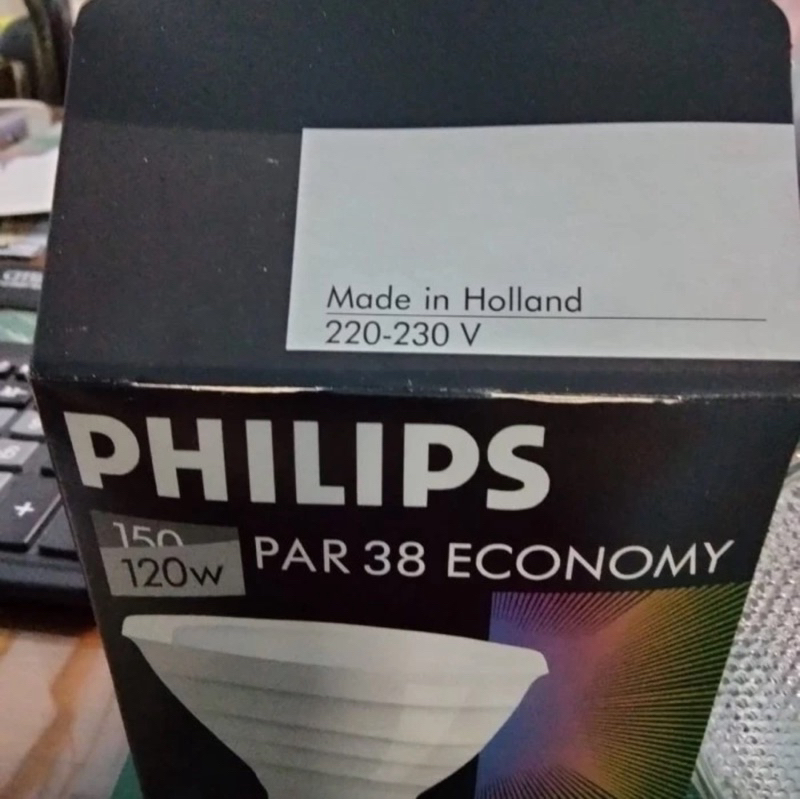 Made in Holland
220-230 V
PHILIPS
150
120w
PAR 38 ECONOMY